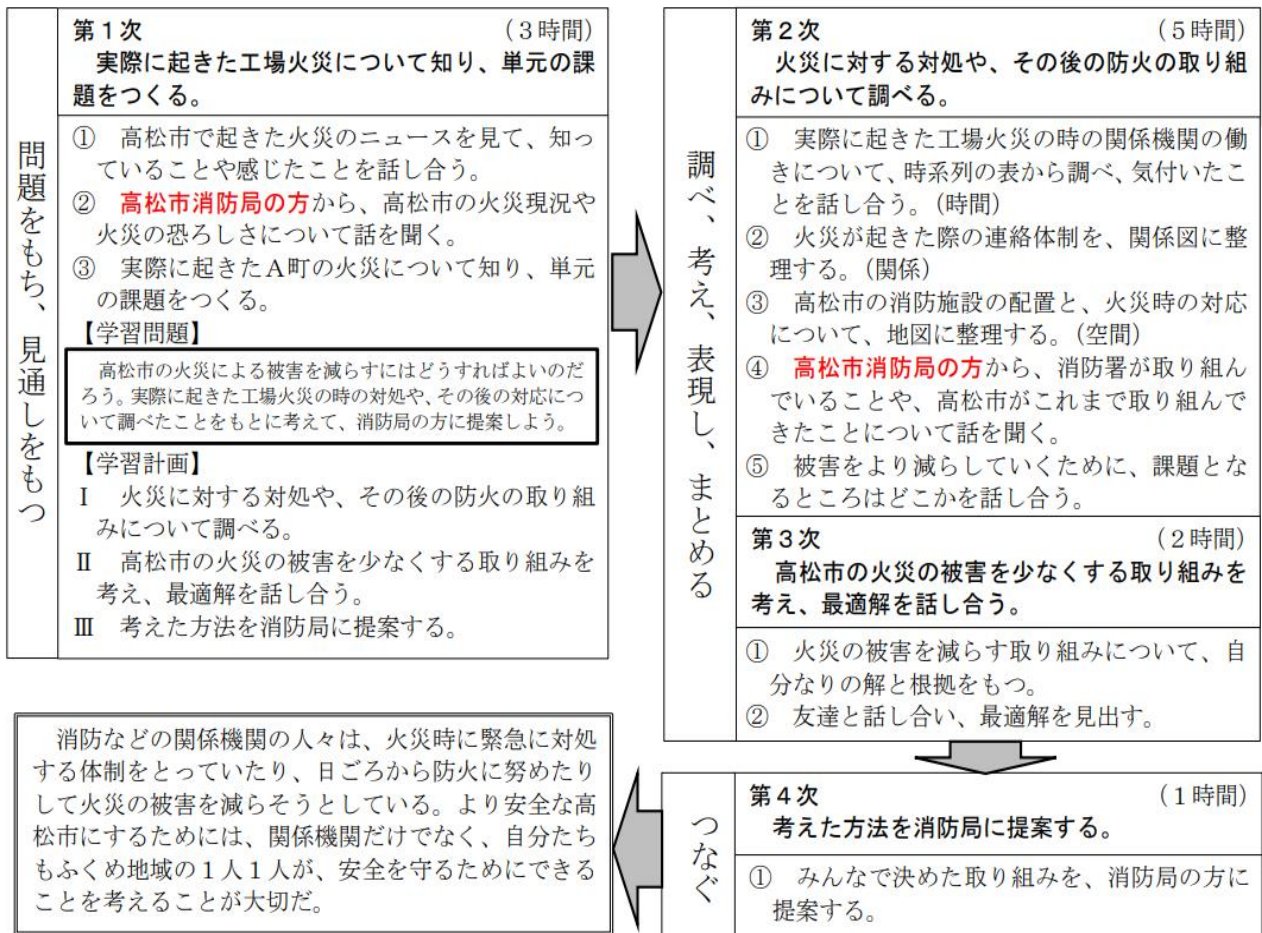 問題をもち、見通しをもつ
第1次 (3時間)
実際に起きた工場火災について知り、単元の課
題をつくる。
① 高松市で起きた火災のニュースを見て、知っ
ていることや感じたことを話し合う。
② 高松市消防局の方から、高松市の火災現況や
火災の恐ろしさについて話を聞く。
③ 実際に起きたA町の火災について知り、単元
の課題をつくる。
【学習問題】
高松市の火災による被害を減らすにはどうすればよいのだ
ろう。実際に起きた工場火災の時の対処や、その後の対応につ
いて調べたことをもとに考えて、消防局の方に提案しよう。
【学習計画】
Ⅰ 火災に対する対処や、その後の防火の取り組
みについて調べる。
Ⅱ 高松市の火災の被害を少なくする取り組みを
考え、最適解を話し合う。
Ⅲ 考えた方法を消防局に提案する。
調べ、考え、表現し、まとめる
第2次 (5時間)
火災に対する対処や、その後の防火の取り組
みについて調べる。
① 実際に起きた工場火災の時の関係機関の働
きについて、時系列の表から調べ、気付いたこ
とを話し合う。(時間)
② 火災が起きた際の連絡体制を、関係図に整
理する。(関係)
③ 高松市の消防施設の配置と、火災時の対応
について、地図に整理する。(空間)
④ 高松市消防局の方から、消防署が取り組ん
でいることや、高松市がこれまで取り組んで
きたことについて話を聞く。
⑤ 被害をより減らしていくために、課題とな
るところはどこかを話し合う。
第3次 (2時間)
高松市の火災の被害を少なくする取り組みを
考え、最適解を話し合う。
① 火災の被害を減らす取り組みについて、自
分なりの解と根拠をもつ。
② 友達と話し合い、最適解を見出す。
つなぐ
第4次 (1時間)
考えた方法を消防局に提案する。
① みんなで決めた取り組みを、消防局の方に
提案する。
消防などの関係機関の人々は、火災時に緊急に対処
する体制をとっていたり、日ごろから防火に努めたり
して火災の被害を減らそうとしている。より安全な高
松市にするためには、関係機関だけでなく、自分たち
もふくめ地域の1人1人が、安全を守るためにできる
ことを考えることが大切だ。